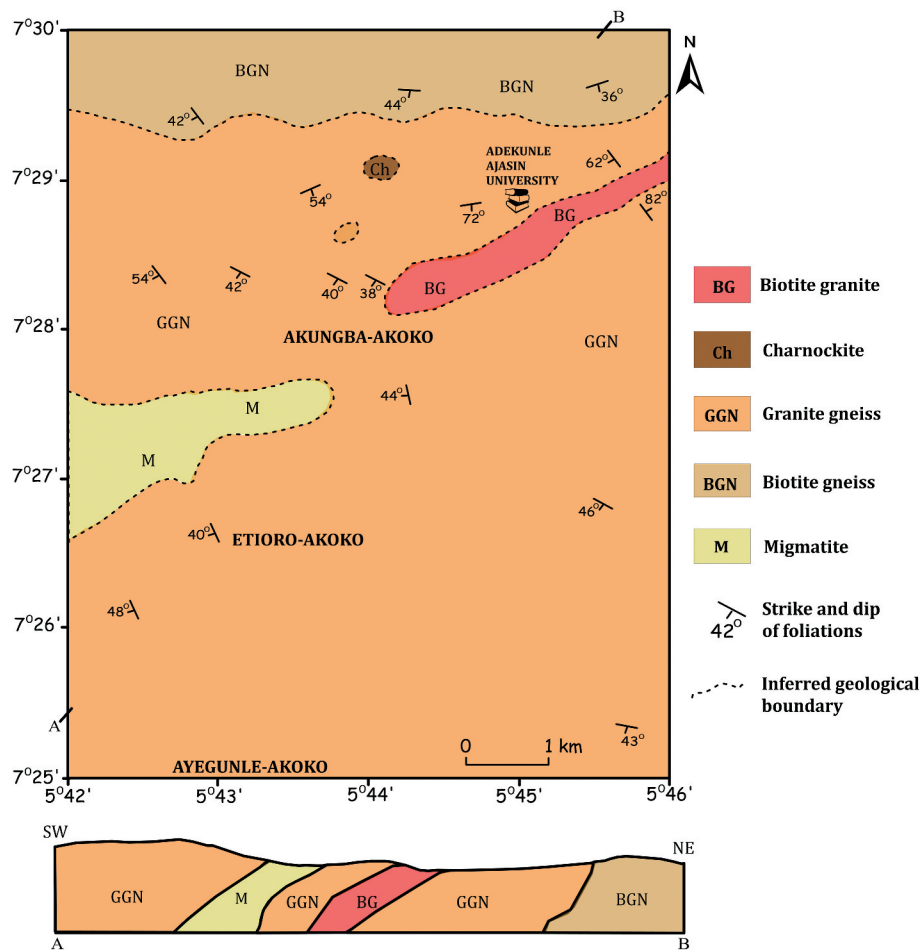 B
7°30'
N
BGN
BGN
44°
36°
42°
ADEKUNLE
AJASIN
UNIVERSITY
62°
Ch
7°29'
54°
72°
BG
82°
54°
42°
40°
38°
BG
GGN
7°28'
AKUNGBA-AKOKO
GGN
44°
M
M
7°27'
46°
40°
ETIORO-AKOKO
48°
7°26'
A
0 1 km
43°
AYEGUNLE-AKOKO
7°25'
5°42' 5°43' 5°44' 5°45' 5°46'
BG Biotite granite
Ch Charnockite
GGN Granite gneiss
BGN Biotite gneiss
M Migmatite
42° Strike and dip
of foliations
Inferred geological
boundary
SW
NE
GGN M GGN BG GGN BGN
A B